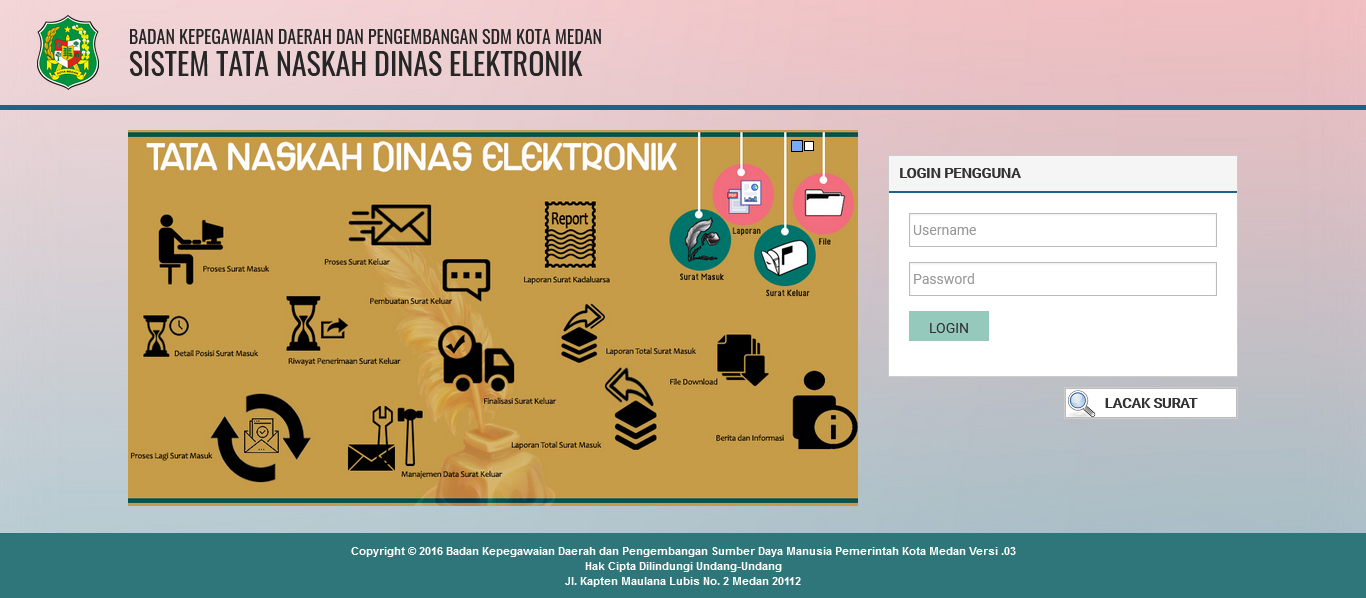 BADAN KEPEGAWAIAN DAERAH DAN PENGEMBANGAN SDM KOTA MEDAN
SISTEM TATA NASKAH DINAS ELEKTRONIK
TATA NASKAH DINAS ELEKTRONIK
Laporan
File
Surat Masuk
Surat Keluar
Report
Proses Surat Masuk
Proses Surat Keluar
Laporan Surat Kadaluarsa
Pembuatan Surat Keluar
Detail Posisi Surat Masuk
Riwayat Penerimaan Surat Keluar
Laporan Total Surat Masuk
File Download
Finalisasi Surat Keluar
Proses Lagi Surat Masuk
Manajemen Data Surat Keluar
Laporan Total Surat Masuk
Berita dan Informasi
LOGIN PENGGUNA
Username
Password
LOGIN
LACAK SURAT
Copyright © 2016 Badan Kepegawaian Daerah dan Pengembangan Sumber Daya Manusia Pemerintah Kota Medan Versi .03
Hak Cipta Dilindungi Undang-Undang
Jl. Kapten Maulana Lubis No. 2 Medan 20112